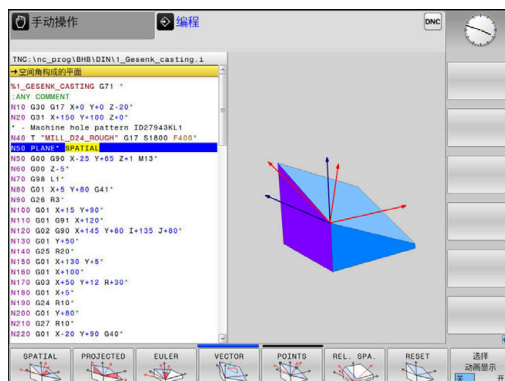 手动操作
编程
DNC
TNC:\nc_prog\BHB\DIN\1_Gesenk_casting.i
→空间角构成的平面
%1_GESENK_CASTING G71 *
;ANY COMMENT
N10 G30 G17 X+0 Y+0 Z-20*
N20 G31 X+150 Y+100 Z+0*
* - Machine hole pattern ID27943KL1
N40 T "MILL_D24_ROUGH" G17 S1800 F400*
N50 PLANE* SPATIAL
N50 G00 G90 X-25 Y+65 Z+1 M13*
N60 G00 Z-5*
N70 G98 L1*
N80 G01 X+5 Y+80 G41*
N90 G26 R3*
N100 G01 X+15 Y+90*
N110 G01 G91 X+120*
N120 G02 G90 X+145 Y+80 I+135 J+80*
N130 G01 Y+50*
N140 G25 R20*
N150 G01 X+130 Y+5*
N160 G01 X+100*
N170 G03 X+50 Y+12 R+30*
N180 G01 X+5*
N190 G24 R10*
N200 G01 Y+80*
N210 G27 R10*
N220 G01 X-20 Y+90 G40*
SPATIAL
PROJECTED
EULER
VECTOR
POINTS
REL. SPA.
RESET
选择
动画显示
关 开